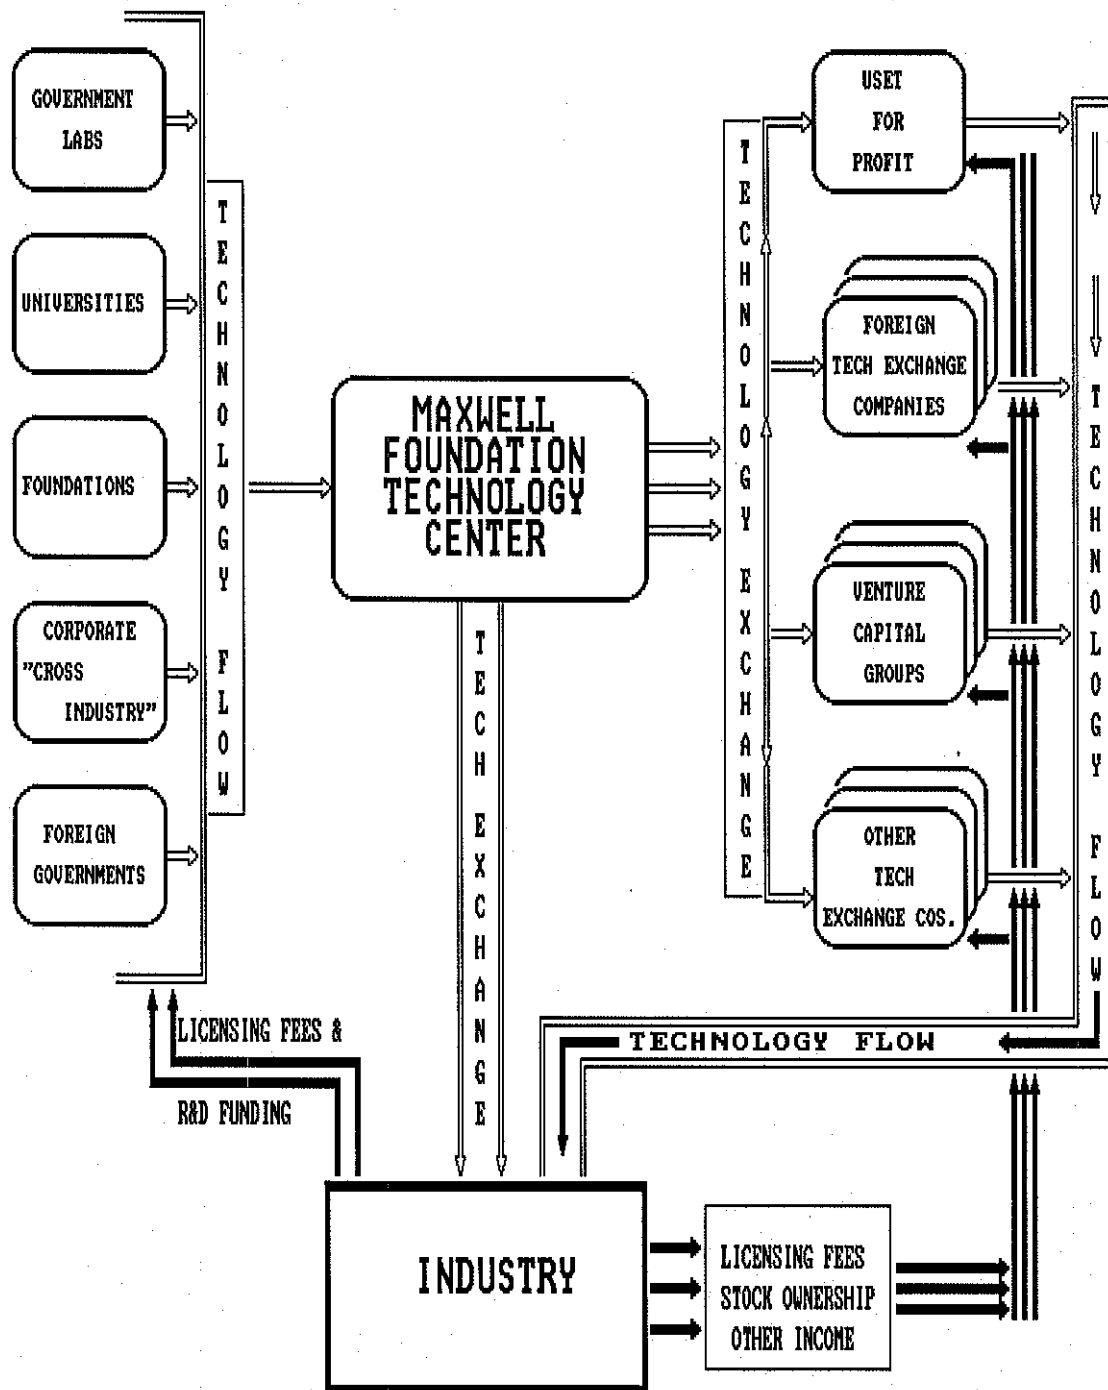 GOVERNMENT
LABS
UNIVERSITIES
FOUNDATIONS
CORPORATE
"CROSS
INDUSTRY"
FOREIGN
GOVERNMENTS
TECHNOLOGY FLOW
MAXWELL
FOUNDATION
TECHNOLOGY
CENTER
TECH EXCHANGE
TECHNOLOGY EXCHANGE
USET
FOR
PROFIT
FOREIGN
TECH EXCHANGE
COMPANIES
VENTURE
CAPITAL
GROUPS
OTHER
TECH
EXCHANGE COS.
TECHNOLOGY FLOW
TECHNOLOGY FLOW
LICENSING FEES &
R&D FUNDING
INDUSTRY
LICENSING FEES
STOCK OWNERSHIP
OTHER INCOME